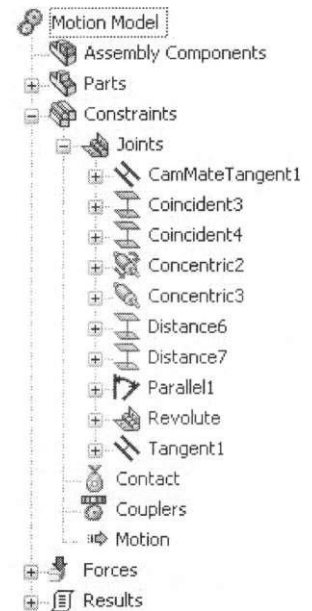 Motion Model
Assembly Components
Parts
Constraints
Joints
CamMateTangent1
Coincident3
Coincident4
Concentric2
Concentric3
Distance6
Distance7
Parallel1
Revolute
Tangent1
Contact
Couplers
Motion
Forces
Results